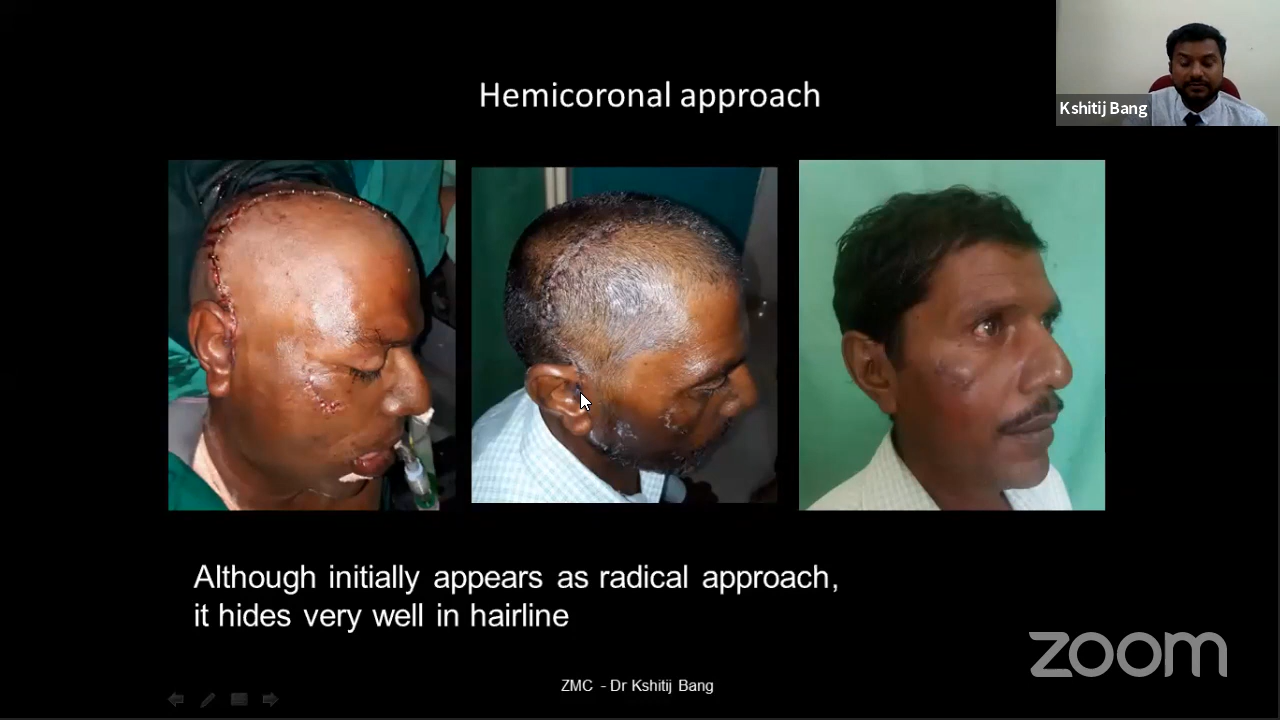 Hemicoronal approach
Kshitij Bang
Although initially appears as radical approach,
it hides very well in hairline
zoom
ZMC - Dr Kshitij Bang